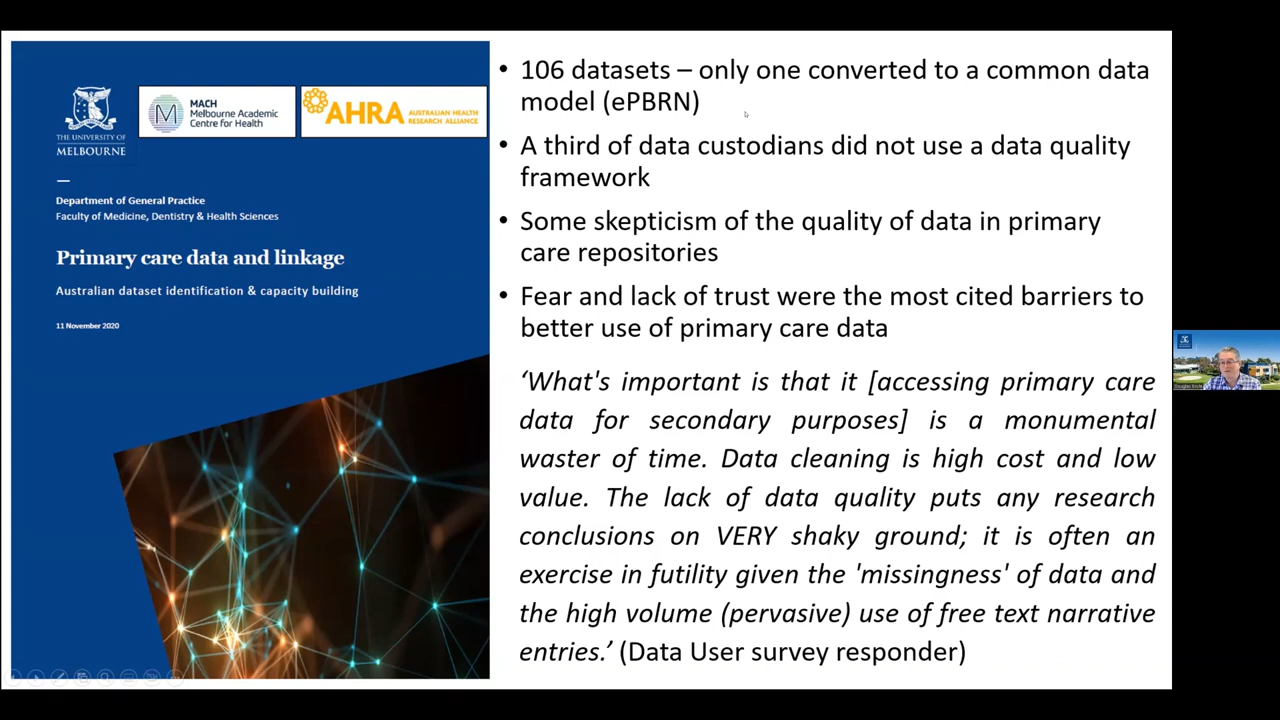 THE UNIVERSITY OF
MELBOURNE
MACH
Melbourne Academic
Centre for Health
AHRA
AUSTRALIAN HEALTH
RESEARCH ALLIANCE
Department of General Practice
Faculty of Medicine, Dentistry & Health Sciences
Primary care data and linkage
Australian dataset identification & capacity building
11 November 2020
• 106 datasets – only one converted to a common data
model (ePBRN)
• A third of data custodians did not use a data quality
framework
• Some skepticism of the quality of data in primary
care repositories
• Fear and lack of trust were the most cited barriers to
better use of primary care data
‘What's important is that it [accessing primary care
data for secondary purposes] is a monumental
waster of time. Data cleaning is high cost and low
value. The lack of data quality puts any research
conclusions on VERY shaky ground; it is often an
exercise in futility given the 'missingness' of data and
the high volume (pervasive) use of free text narrative
entries.’ (Data User survey responder)
Douglas Boyle